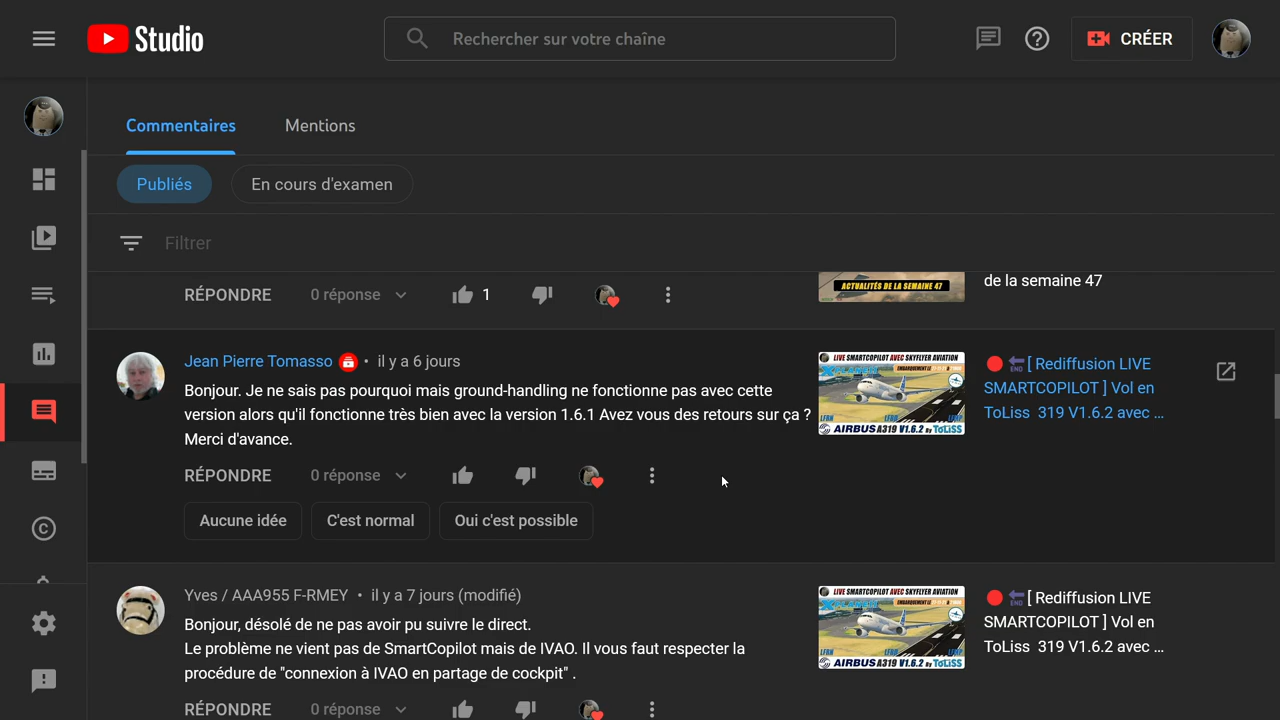 Studio
Rechercher sur votre chaîne
CRÉER
Commentaires
Mentions
Publiés
En cours d'examen
Filtrer
RÉPONDRE
0 réponse
1
ACTUALITÉS DE LA SEMAINE 47
de la semaine 47
Jean Pierre Tomasso • il y a 6 jours
Bonjour. Je ne sais pas pourquoi mais ground-handling ne fonctionne pas avec cette
version alors qu'il fonctionne très bien avec la version 1.6.1 Avez vous des retours sur ça ?
Merci d'avance.
RÉPONDRE
0 réponse
Aucune idée
C'est normal
Oui c'est possible
LIVE SMARTCOPILOT AVEC SKYFLYER AVIATION
LFRN
LFRP
AIRBUS A319 V1.6.2 By ToLiSS
END [ Rediffusion LIVE
SMARTCOPILOT ] Vol en
ToLiss 319 V1.6.2 avec ...
Yves / AAA955 F-RMEY • il y a 7 jours (modifié)
Bonjour, désolé de ne pas avoir pu suivre le direct.
Le problème ne vient pas de SmartCopilot mais de IVAO. Il vous faut respecter la
procédure de "connexion à IVAO en partage de cockpit" .
RÉPONDRE
0 réponse
LIVE SMARTCOPILOT AVEC SKYFLYER AVIATION
LFRN
LFRP
AIRBUS A319 V1.6.2 By ToLiSS
END [ Rediffusion LIVE
SMARTCOPILOT ] Vol en
ToLiss 319 V1.6.2 avec ...